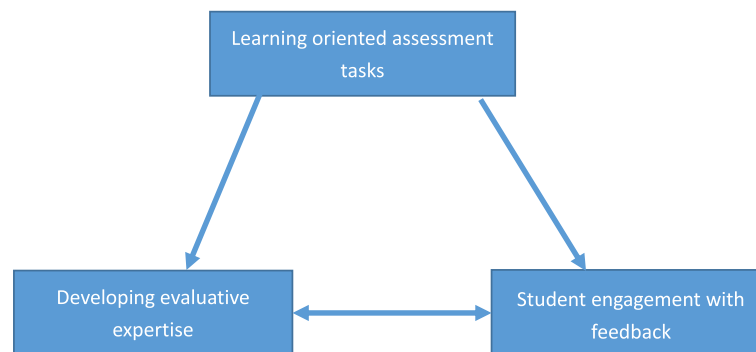 Learning oriented assessment
tasks
Developing evaluative
expertise
Student engagement with
feedback